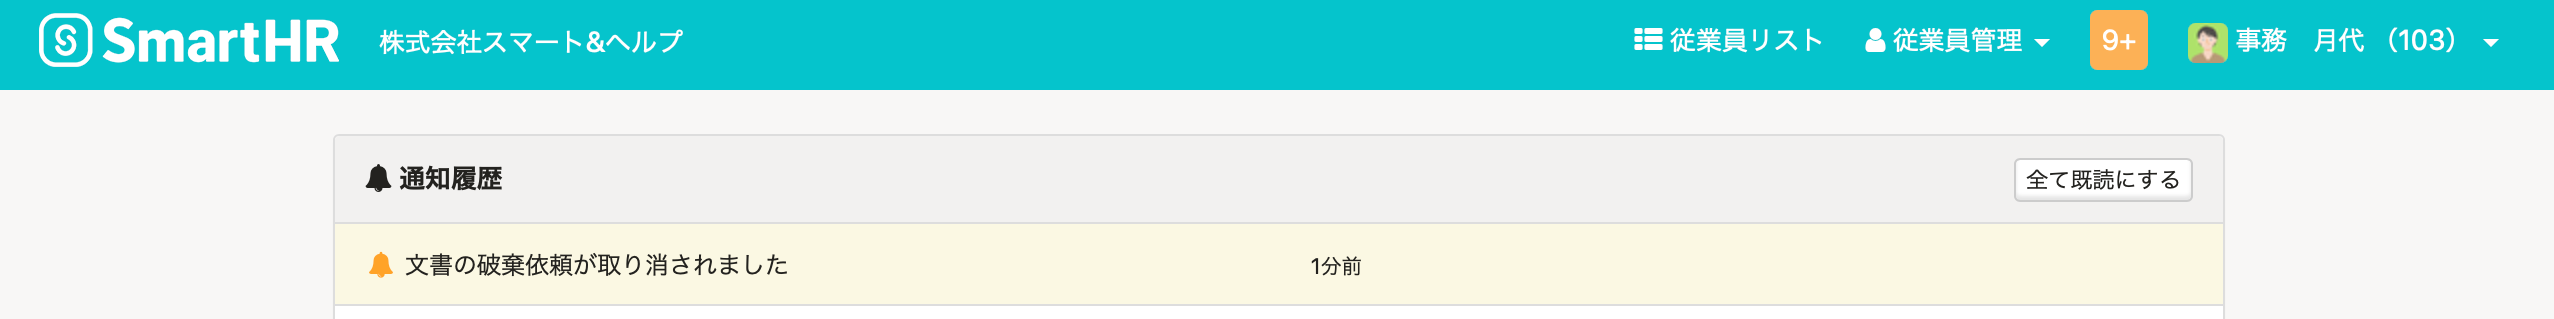 SmartHR 株式会社スマート&ヘルプ 従業員リスト 従業員管理 9+ 事務 月代 （103）
通知履歴 全て既読にする
文書の破棄依頼が取り消されました 1分前